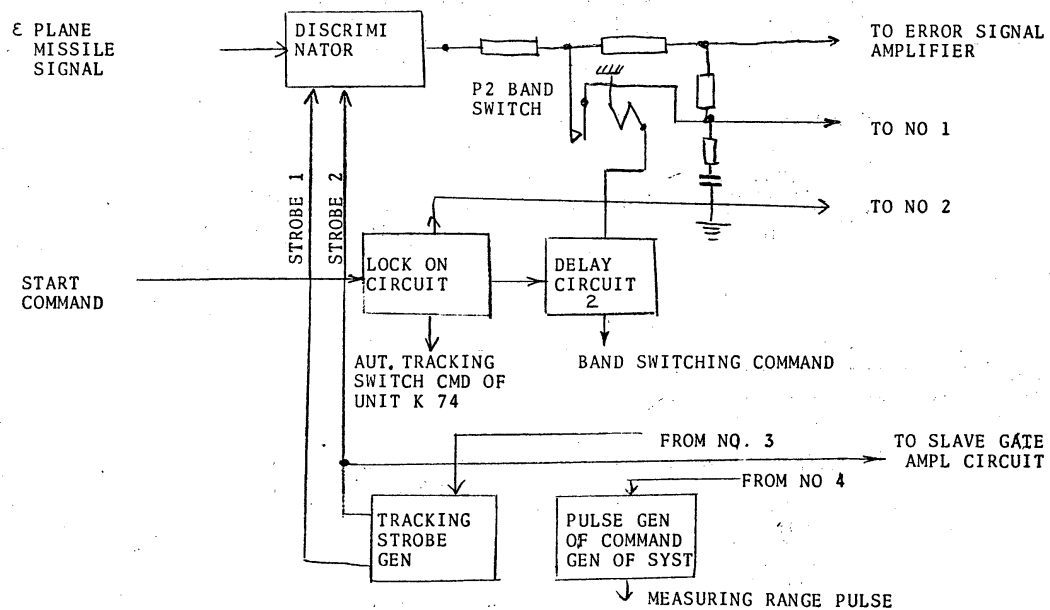 ε PLANE
MISSILE
SIGNAL
DISCRIMI
NATOR
TO ERROR SIGNAL
AMPLIFIER
P2 BAND
SWITCH
TO NO 1
STROBE 1
STROBE 2
TO NO 2
START
COMMAND
LOCK ON
CIRCUIT
DELAY
CIRCUIT
2
AUT. TRACKING
SWITCH CMD OF
UNIT K 74
BAND SWITCHING COMMAND
FROM NO. 3
TO SLAVE GATE
AMPL CIRCUIT
FROM NO 4
TRACKING
STROBE
GEN
PULSE GEN
OF COMMAND
GEN OF SYST
MEASURING RANGE PULSE